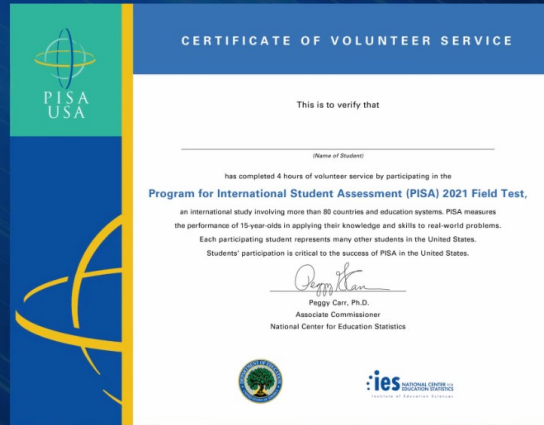 PISA
USA
CERTIFICATE OF VOLUNTEER SERVICE
This is to verify that
(Name of Student)
has completed 4 hours of volunteer service by participating in the
Program for International Student Assessment (PISA) 2021 Field Test,
an international study involving more than 80 countries and education systems. PISA measures
the performance of 15-year-olds in applying their knowledge and skills to real-world problems.
Each participating student represents many other students in the United States.
Students' participation is critical to the success of PISA in the United States.
Peggy Carr
Peggy Carr, Ph.D.
Associate Commissioner
National Center for Education Statistics
ies NATIONAL CENTER FOR
EDUCATION STATISTICS
Institute of Education Sciences